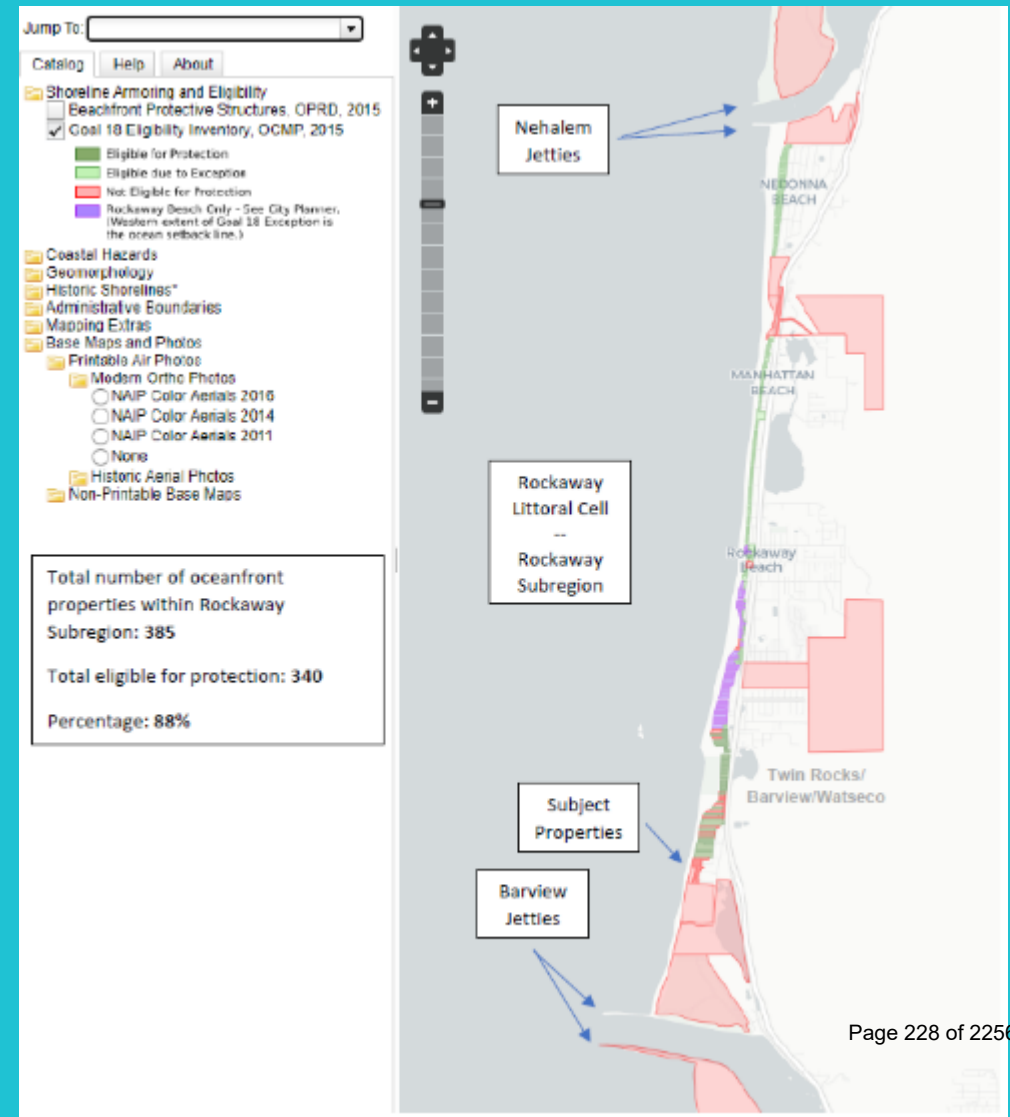 Jump To:
Catalog
Help
About
Shoreline Armoring and Eligibility
Beachfront Protective Structures, OPRD, 2015
Goal 18 Eligibility Inventory, OCMP, 2015
Eligible for Protection
Eligible due to Exception
Not Eligible for Protection
Rockaway Beach Only - See City Planner.
(Western extent of Goal 18 Exception is
the ocean setback line.)
Coastal Hazards
Geomorphology
Historic Shorelines*
Administrative Boundaries
Mapping Extras
Base Maps and Photos
Printable Air Photos
Modern Ortho Photos
NAIP Color Aerials 2016
NAIP Color Aerials 2014
NAIP Color Aerials 2011
None
Historic Aerial Photos
Non-Printable Base Maps
Total number of oceanfront
properties within Rockaway
Subregion: 385
Total eligible for protection: 340
Percentage: 88%
Nehalem
Jetties
NEDONNA
BEACH
MANHATTAN
BEACH
Rockaway
Littoral Cell
--
Rockaway
Subregion
Rockaway
Beach
Twin Rocks/
Barview/Watseco
Subject
Properties
Barview
Jetties
Page 228 of 2256